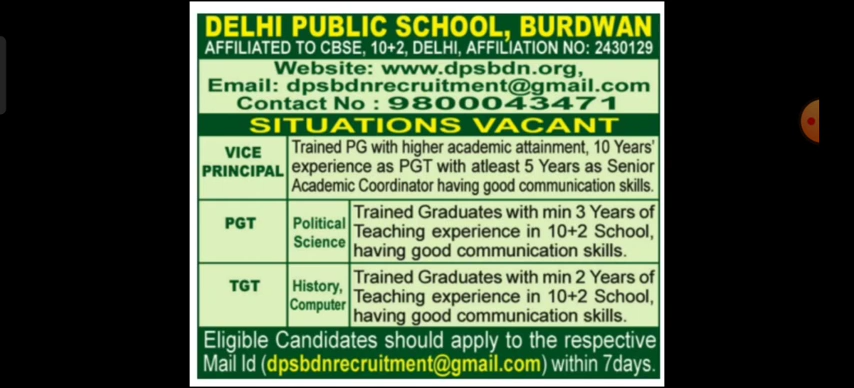 DELHI PUBLIC SCHOOL, BURDWAN
AFFILIATED TO CBSE, 10+2, DELHI, AFFILIATION NO: 2430129
Website: www.dpsbdn.org,
Email: dpsbdnrecruitment@gmail.com
Contact No : 9800043471
SITUATIONS VACANT
VICE
PRINCIPAL
Trained PG with higher academic attainment, 10 Years'
experience as PGT with atleast 5 Years as Senior
Academic Coordinator having good communication skills.
PGT
Political
Science
Trained Graduates with min 3 Years of
Teaching experience in 10+2 School,
having good communication skills.
TGT
History,
Computer
Trained Graduates with min 2 Years of
Teaching experience in 10+2 School,
having good communication skills.
Eligible Candidates should apply to the respective
Mail Id (dpsbdnrecruitment@gmail.com) within 7days.